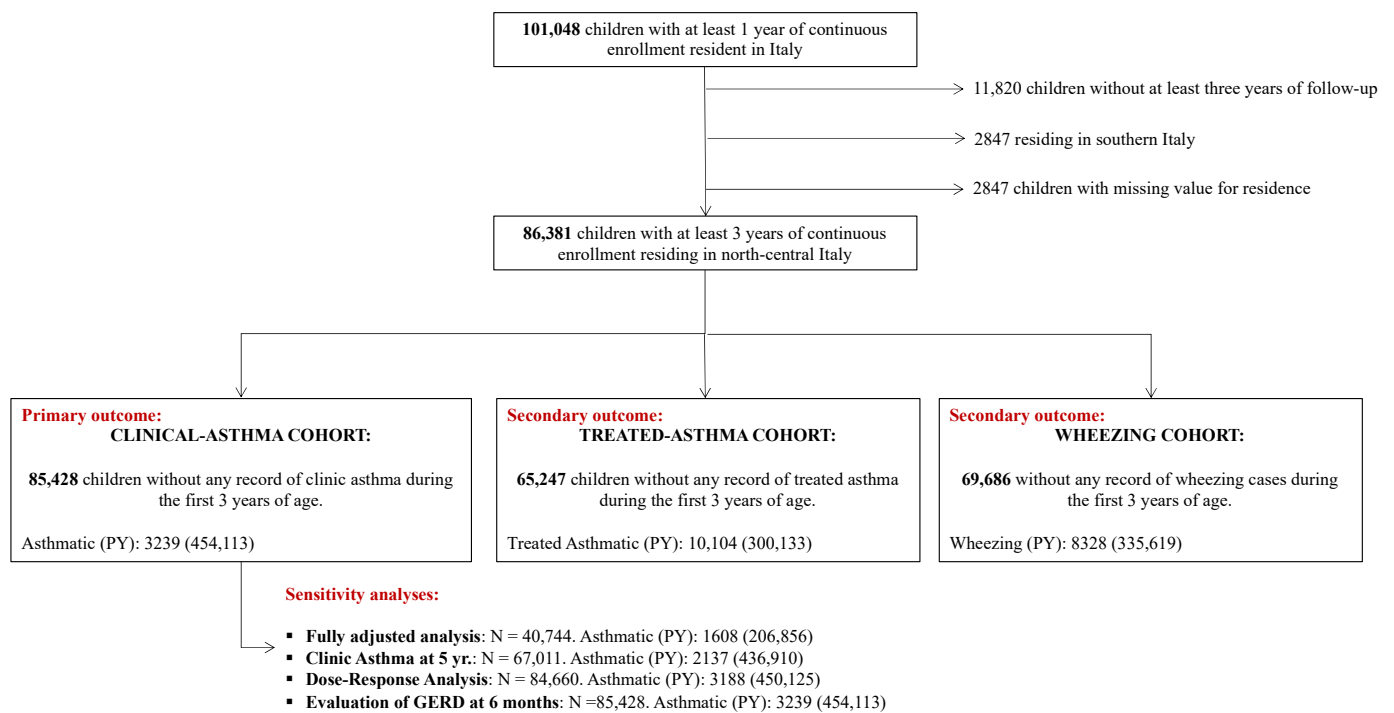 101,048 children with at least 1 year of continuous
enrollment resident in Italy
11,820 children without at least three years of follow-up
2847 residing in southern Italy
2847 children with missing value for residence
86,381 children with at least 3 years of continuous
enrollment residing in north-central Italy
Primary outcome:
CLINICAL-ASTHMA COHORT:
85,428 children without any record of clinic asthma during
the first 3 years of age.
Asthmatic (PY): 3239 (454,113)
Secondary outcome:
TREATED-ASTHMA COHORT:
65,247 children without any record of treated asthma
during the first 3 years of age.
Treated Asthmatic (PY): 10,104 (300,133)
Secondary outcome:
WHEEZING COHORT:
69,686 without any record of wheezing cases during
the first 3 years of age.
Wheezing (PY): 8328 (335,619)
Sensitivity analyses:
▪ Fully adjusted analysis: N = 40,744. Asthmatic (PY): 1608 (206,856)
▪ Clinic Asthma at 5 yr.: N = 67,011. Asthmatic (PY): 2137 (436,910)
▪ Dose-Response Analysis: N = 84,660. Asthmatic (PY): 3188 (450,125)
▪ Evaluation of GERD at 6 months: N =85,428. Asthmatic (PY): 3239 (454,113)